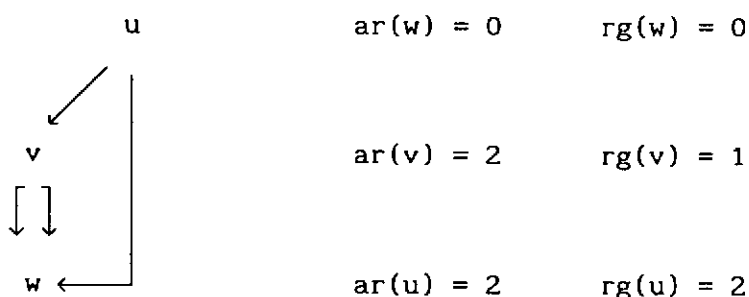 u ar(w) = 0 rg(w) = 0
v ar(v) = 2 rg(v) = 1
w ar(u) = 2 rg(u) = 2